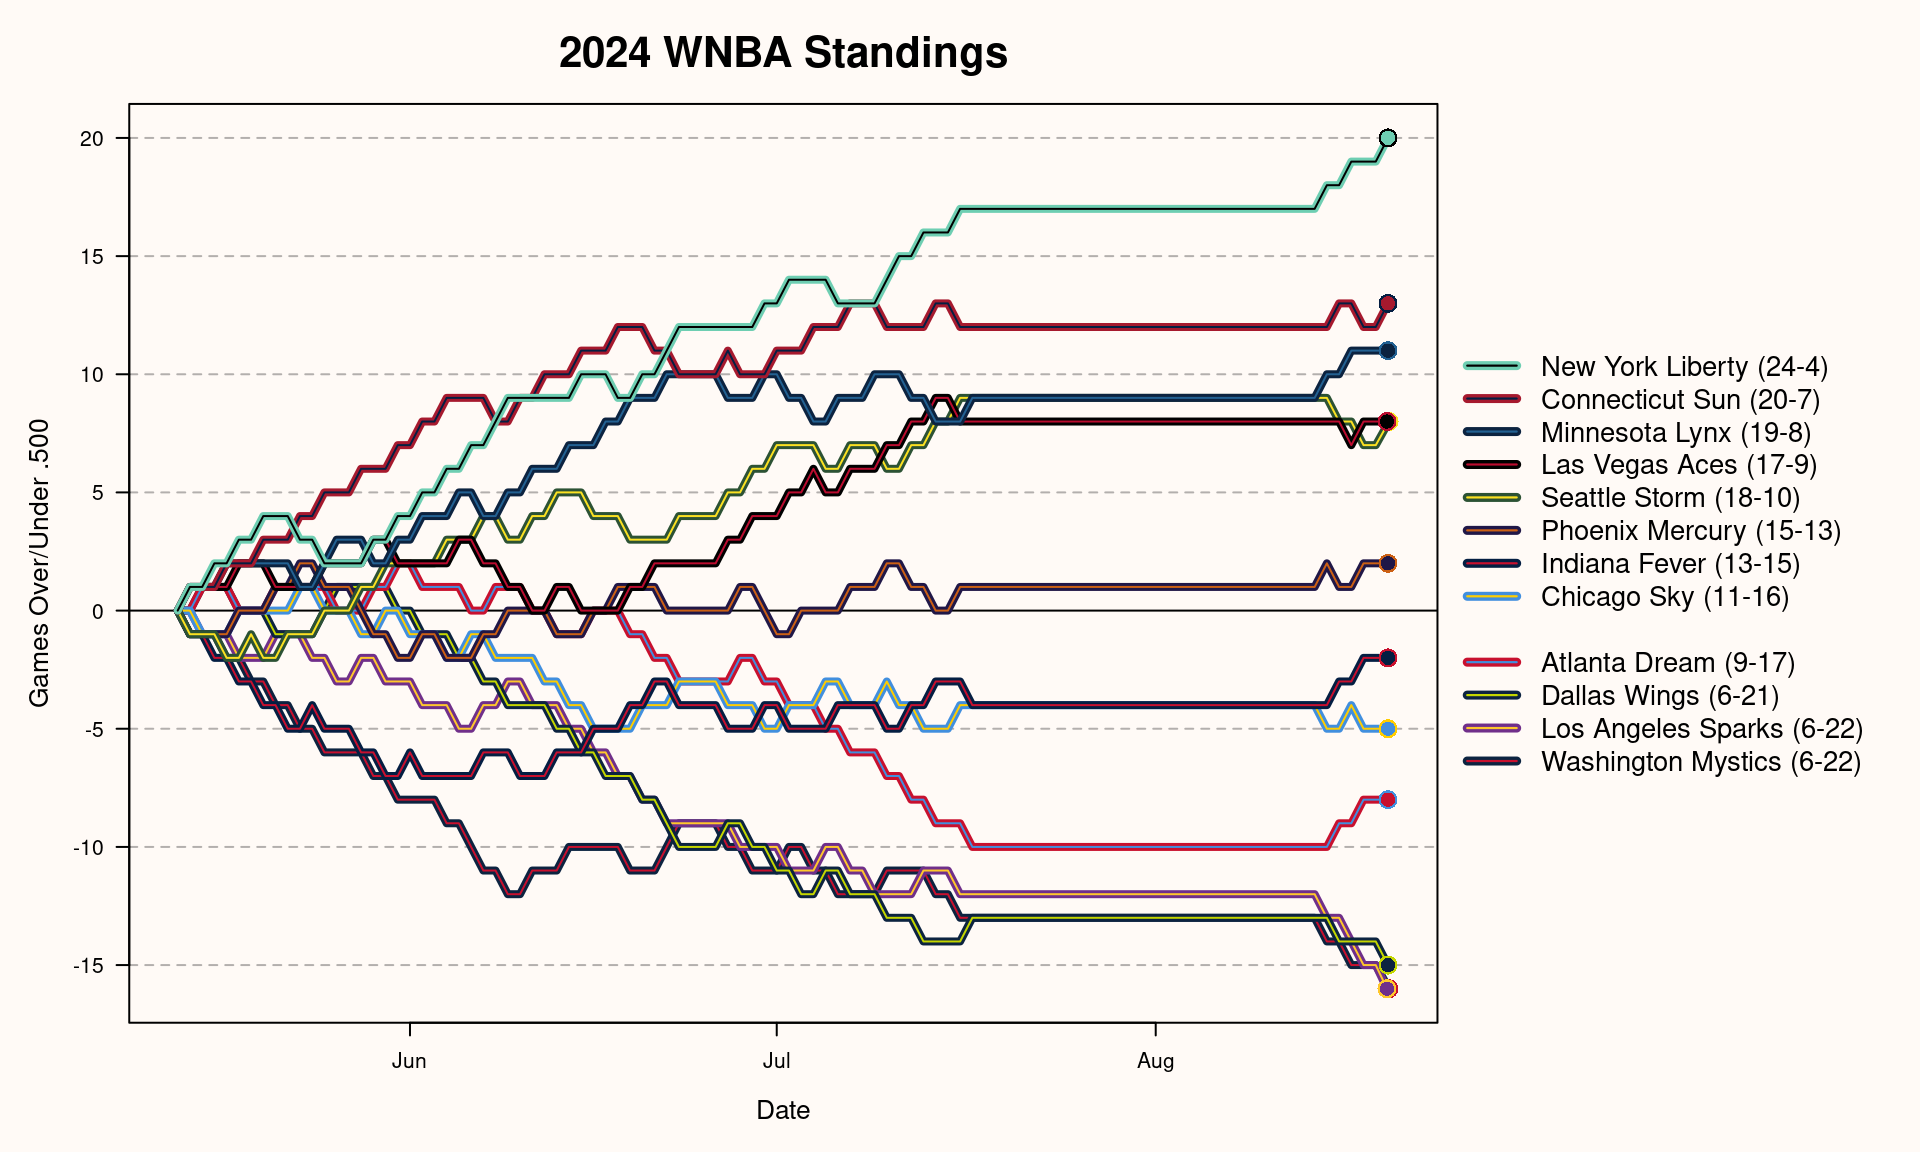 2024 WNBA Standings
Games Over/Under .500
20
15
10
5
0
-5
-10
-15
Jun
Jul
Aug
Date
New York Liberty (24-4)
Connecticut Sun (20-7)
Minnesota Lynx (19-8)
Las Vegas Aces (17-9)
Seattle Storm (18-10)
Phoenix Mercury (15-13)
Indiana Fever (13-15)
Chicago Sky (11-16)
Atlanta Dream (9-17)
Dallas Wings (6-21)
Los Angeles Sparks (6-22)
Washington Mystics (6-22)